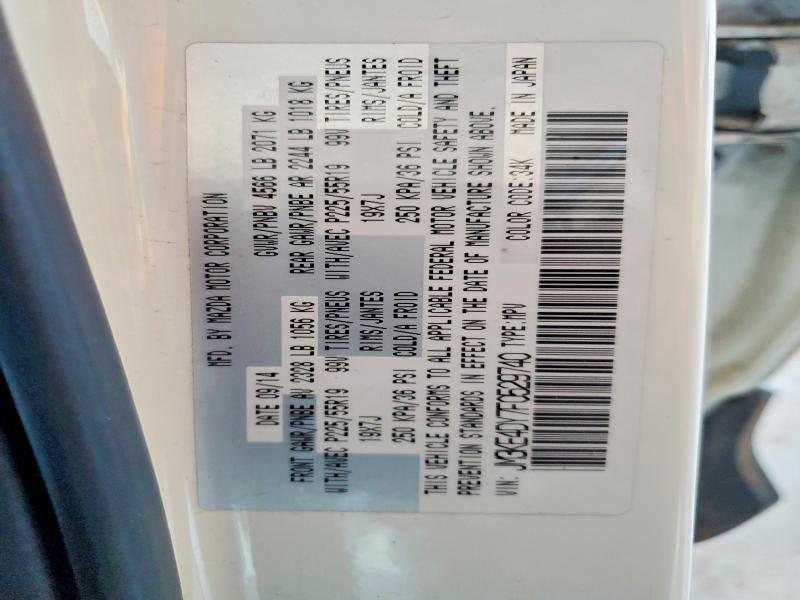 MFD. BY MAZDA MOTOR CORPORATION
DATE 09/14 GVWR/PNBV 4566 LB 2071 KG
FRONT GAWR/PNBE AV 2328 LB 1056 KG REAR GAWR/PNBE AR 2244 LB 1018 KG
WITH/AVEC P225/55R19 99V TIRES/PNEUS WITH/AVEC P225/55R19 99V TIRES/PNEUS
19X7J RIMS/JANTES 19X7J RIMS/JANTES
250 KPA/36 PSI COLD/A FROID 250 KPA/36 PSI COLD/A FROID
THIS VEHICLE CONFORMS TO ALL APPLICABLE FEDERAL MOTOR VEHICLE SAFETY AND THEFT
PREVENTION STANDARDS IN EFFECT ON THE DATE OF MANUFACTURE SHOWN ABOVE.
VIN: JM3KE4DY7FC529740 TYPE:MPV COLOR CODE:34K MADE IN JAPAN